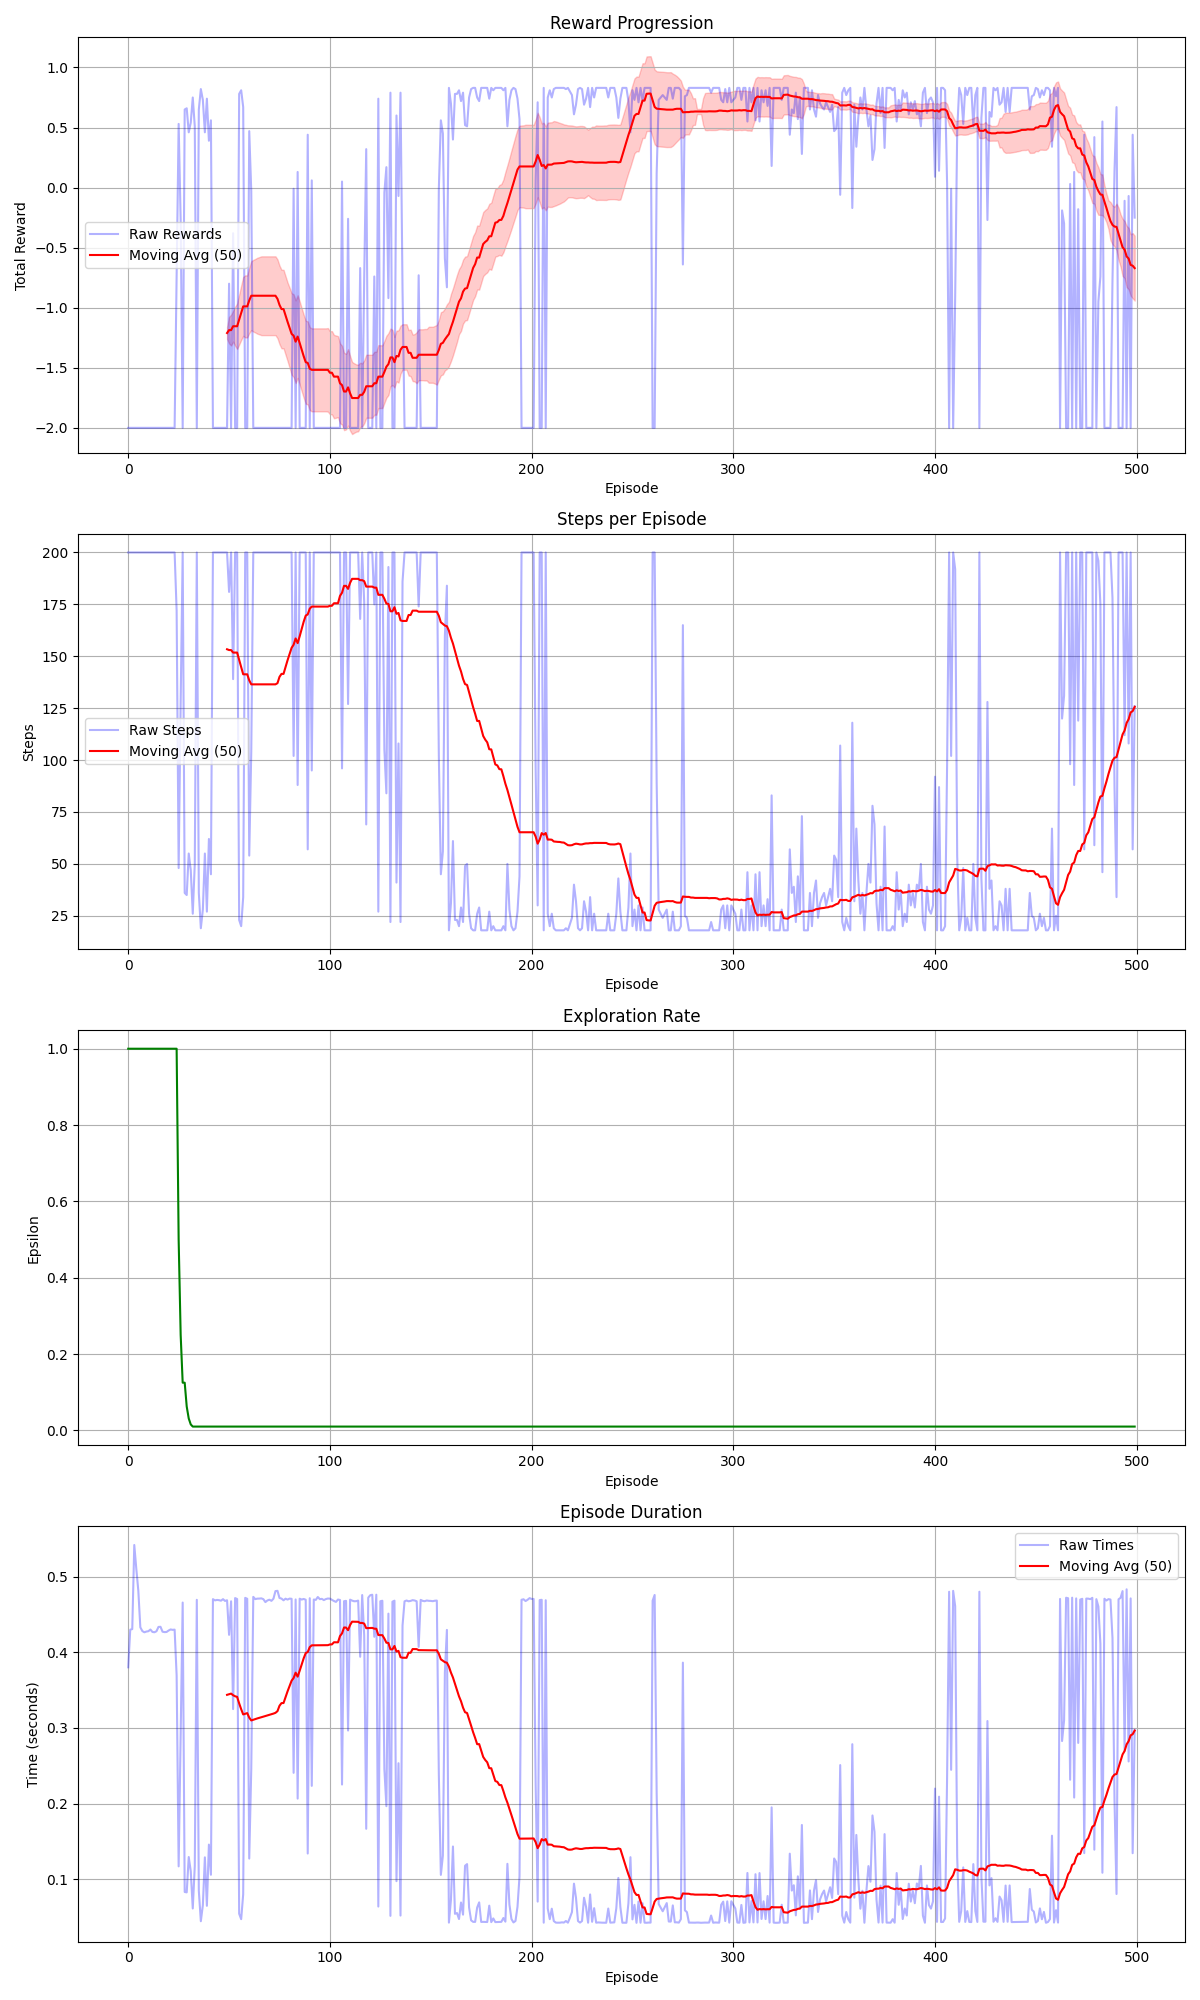 Reward Progression
1.0
0.5
0.0
−0.5
−1.0
−1.5
−2.0
Total Reward
Raw Rewards
Moving Avg (50)
0 100 200 300 400 500
Episode
Steps per Episode
200
175
150
125
100
75
50
25
Steps
Raw Steps
Moving Avg (50)
0 100 200 300 400 500
Episode
Exploration Rate
1.0
0.8
0.6
0.4
0.2
0.0
Epsilon
0 100 200 300 400 500
Episode
Episode Duration
0.5
0.4
0.3
0.2
0.1
Time (seconds)
Raw Times
Moving Avg (50)
0 100 200 300 400 500
Episode